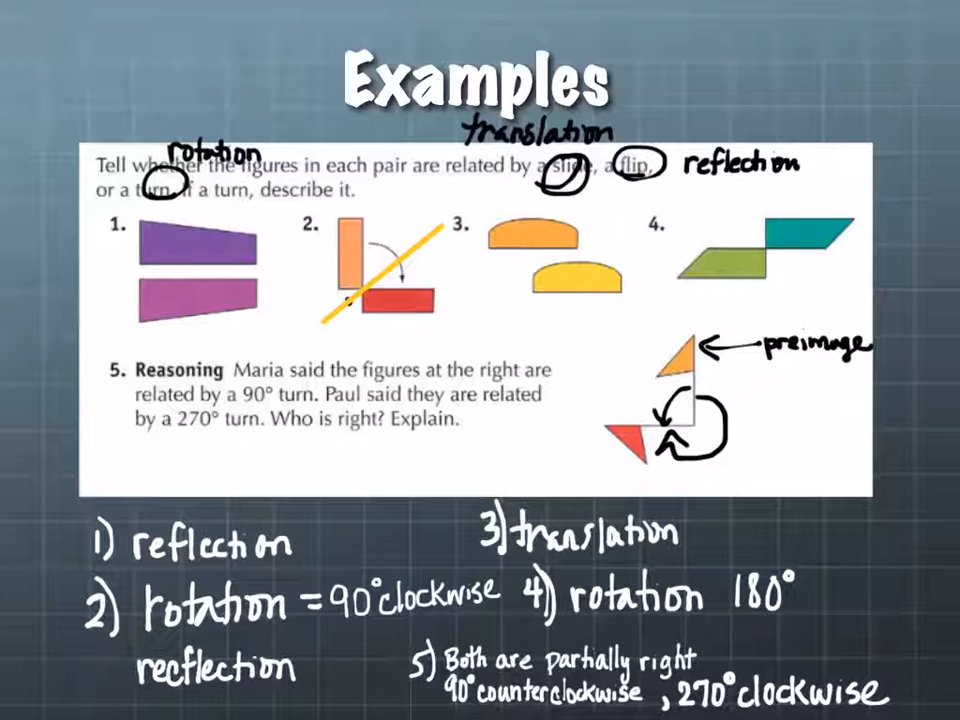 Examples
translation
rotation
Tell whether the figures in each pair are related by a slide, a flip, reflection
or a turn. If a turn, describe it.
1. 2. 3. 4.
preimage
5. Reasoning Maria said the figures at the right are
related by a 90° turn. Paul said they are related
by a 270° turn. Who is right? Explain.
1) reflection
3) translation
2) rotation = 90° clockwise
4) rotation 180°
recflection
5) Both are partially right
90° counterclockwise , 270° clockwise